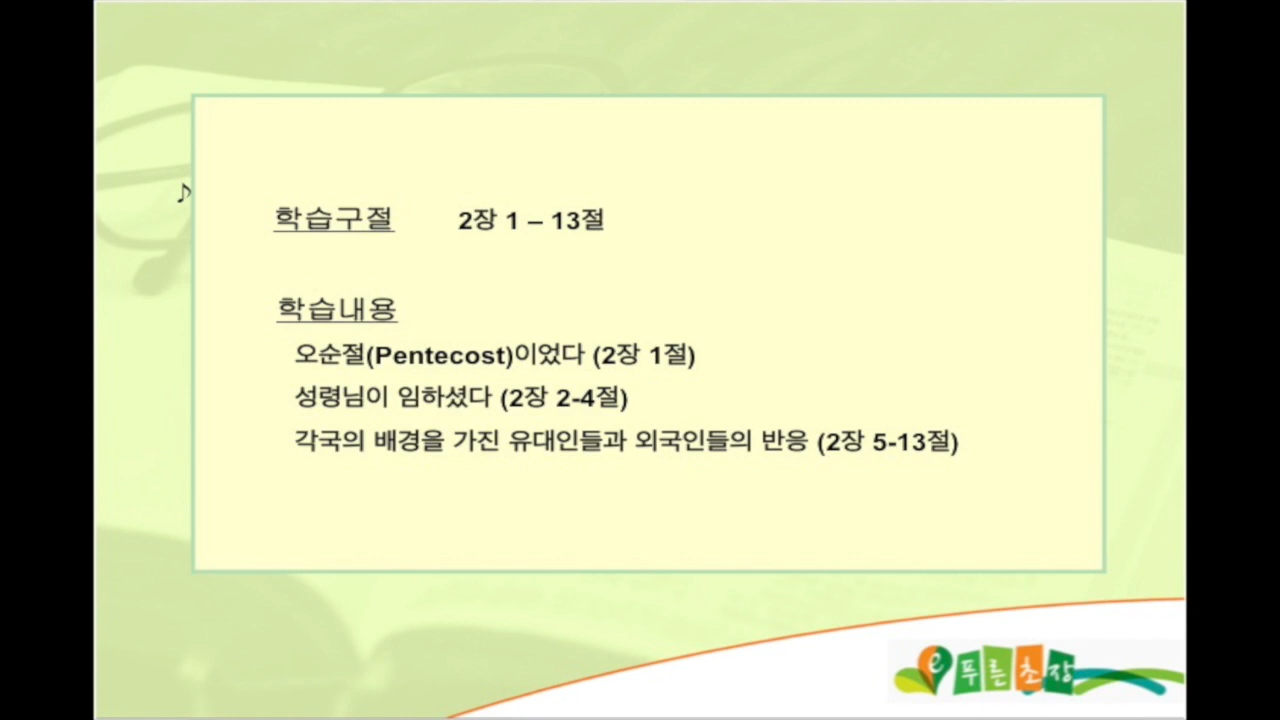 ♪
학습구절 2장 1 – 13절
학습내용
오순절(Pentecost)이었다 (2장 1절)
성령님이 임하셨다 (2장 2-4절)
각국의 배경을 가진 유대인들과 외국인들의 반응 (2장 5-13절)
e 푸른초장